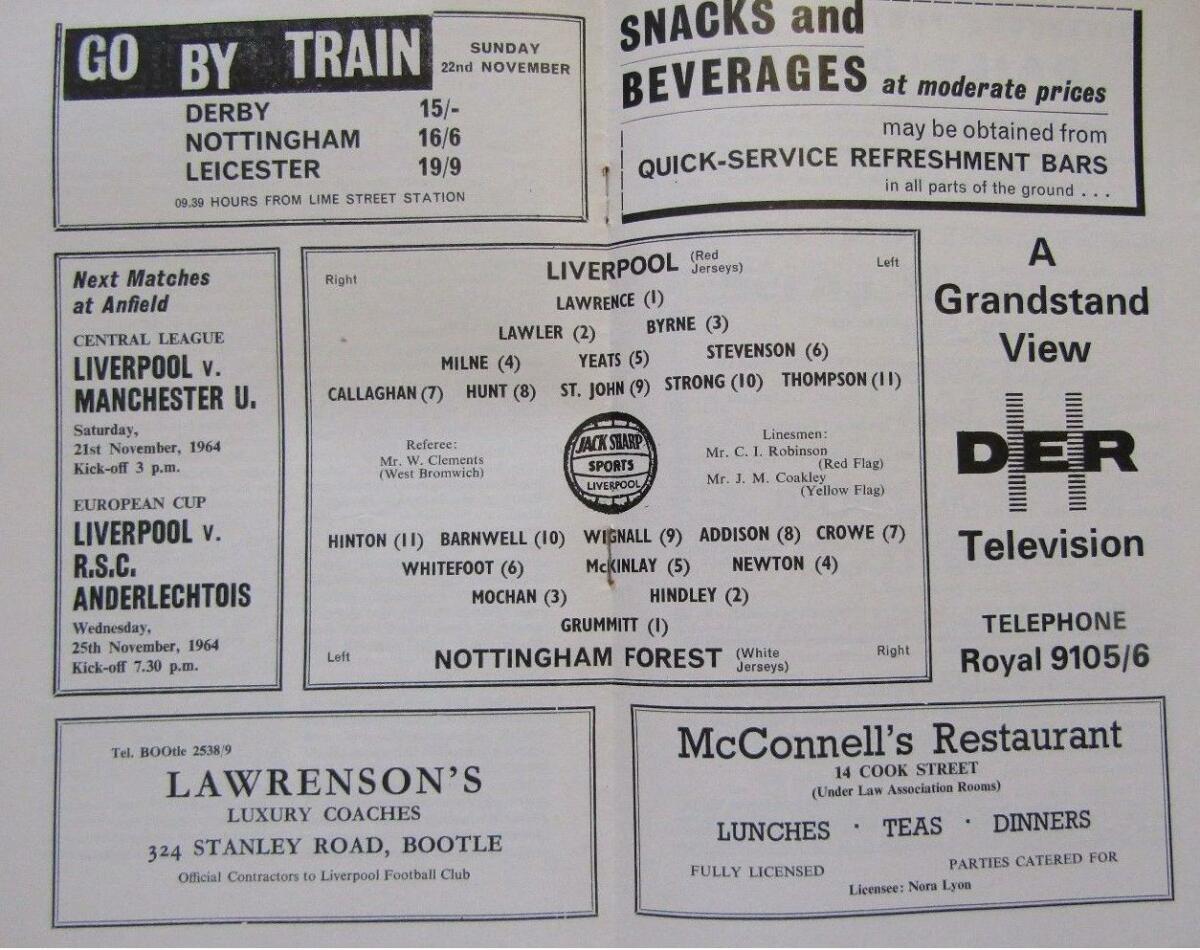 GO BY TRAIN
SUNDAY
22nd NOVEMBER
DERBY 15/-
NOTTINGHAM 16/6
LEICESTER 19/9
09.39 HOURS FROM LIME STREET STATION
SNACKS and
BEVERAGES at moderate prices
may be obtained from
QUICK-SERVICE REFRESHMENT BARS
in all parts of the ground . . .
Next Matches
at Anfield
CENTRAL LEAGUE
LIVERPOOL v.
MANCHESTER U.
Saturday,
21st November, 1964
Kick-off 3 p.m.
EUROPEAN CUP
LIVERPOOL v.
R.S.C.
ANDERLECHTOIS
Wednesday,
25th November, 1964
Kick-off 7.30 p.m.
Right LIVERPOOL (Red Jerseys) Left
LAWRENCE (1)
LAWLER (2) BYRNE (3)
MILNE (4) YEATS (5) STEVENSON (6)
CALLAGHAN (7) HUNT (8) ST. JOHN (9) STRONG (10) THOMPSON (11)
Referee:
Mr. W. Clements
(West Bromwich)
JACK SHARP
SPORTS
LIVERPOOL
Linesmen:
Mr. C. I. Robinson
(Red Flag)
Mr. J. M. Coakley
(Yellow Flag)
HINTON (11) BARNWELL (10) WIGNALL (9) ADDISON (8) CROWE (7)
WHITEFOOT (6) McKINLAY (5) NEWTON (4)
MOCHAN (3) HINDLEY (2)
GRUMMITT (1)
Left NOTTINGHAM FOREST (White Jerseys) Right
A
Grandstand
View
DER
Television
TELEPHONE
Royal 9105/6
Tel. BOOtle 2538/9
LAWRENSON'S
LUXURY COACHES
324 STANLEY ROAD, BOOTLE
Official Contractors to Liverpool Football Club
McConnell's Restaurant
14 COOK STREET
(Under Law Association Rooms)
LUNCHES · TEAS · DINNERS
FULLY LICENSED PARTIES CATERED FOR
Licensee: Nora Lyon